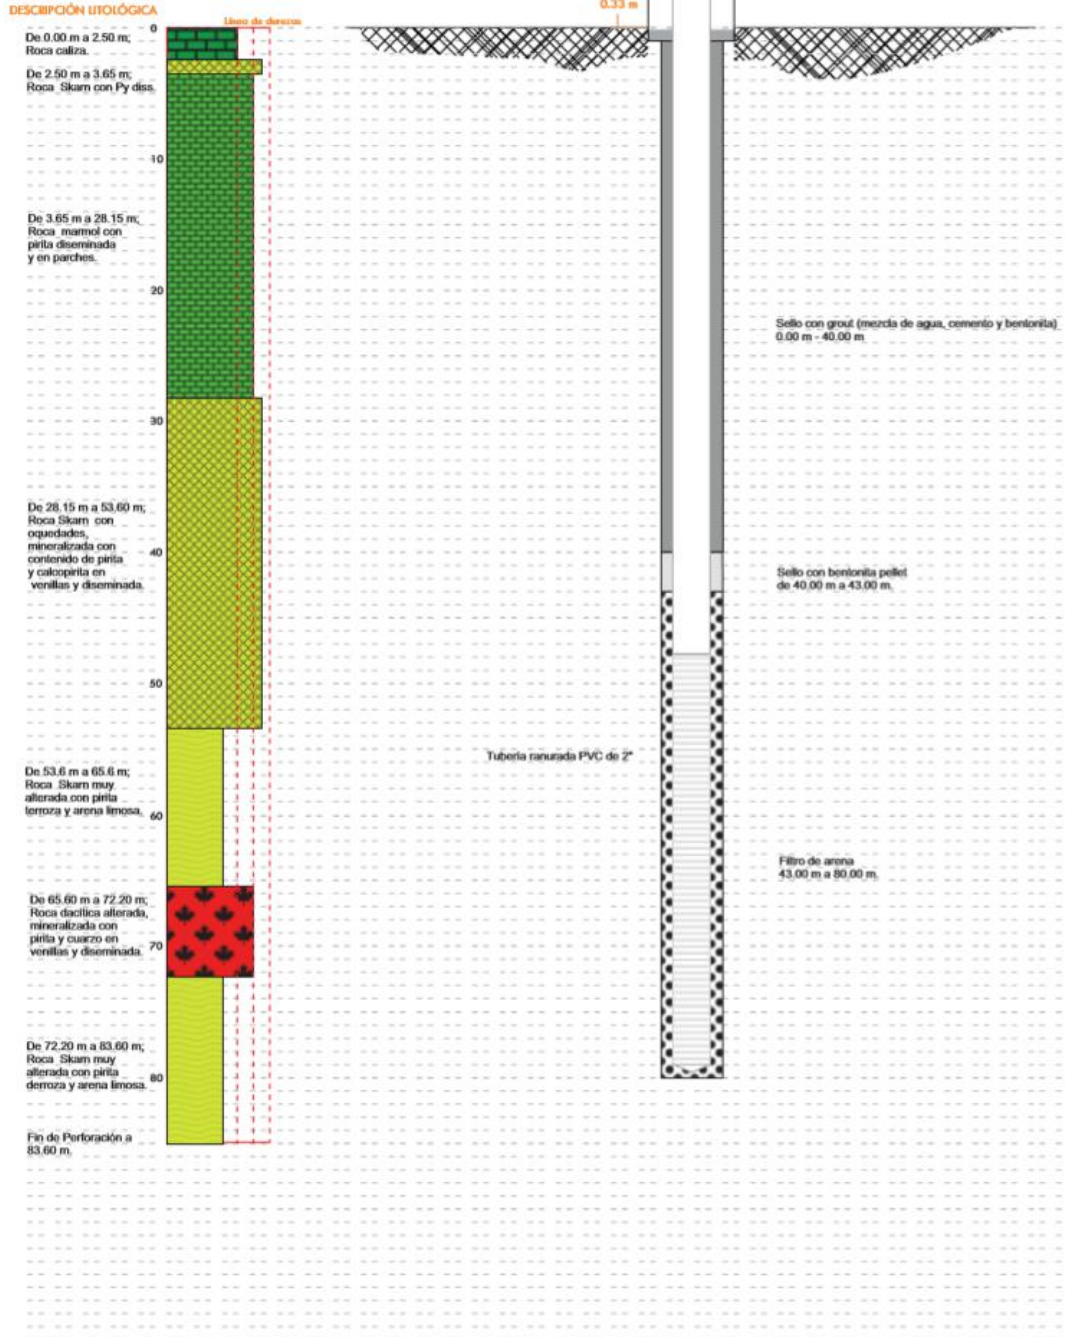 DESCRIPCIÓN LITOLÓGICA
Línea de dureza
0.33 m
0
De 0.00 m a 2.50 m;
Roca caliza.
De 2.50 m a 3.65 m;
Roca Skarn con Py diss.
10
De 3.65 m a 28.15 m;
Roca marmol con
pirita diseminada
y en parches.
20
Sello con grout (mezcla de agua, cemento y bentonita)
0.00 m - 40.00 m
30
De 28.15 m a 53.60 m;
Roca Skarn con
oquedades,
mineralizada con
contenido de pirita
y calcopirita en
venillas y diseminada.
40
Sello con bentonita pellet
de 40.00 m a 43.00 m.
50
Tubería ranurada PVC de 2"
De 53.6 m a 65.6 m;
Roca Skarn muy
alterada con pirita
terroza y arena limosa.
60
Filtro de arena
43.00 m a 80.00 m.
De 65.60 m a 72.20 m;
Roca dacítica alterada,
mineralizada con
pirita y cuarzo en
venillas y diseminada.
70
De 72.20 m a 83.60 m;
Roca Skarn muy
alterada con pirita
derroza y arena limosa.
80
Fin de Perforación a
83.60 m.